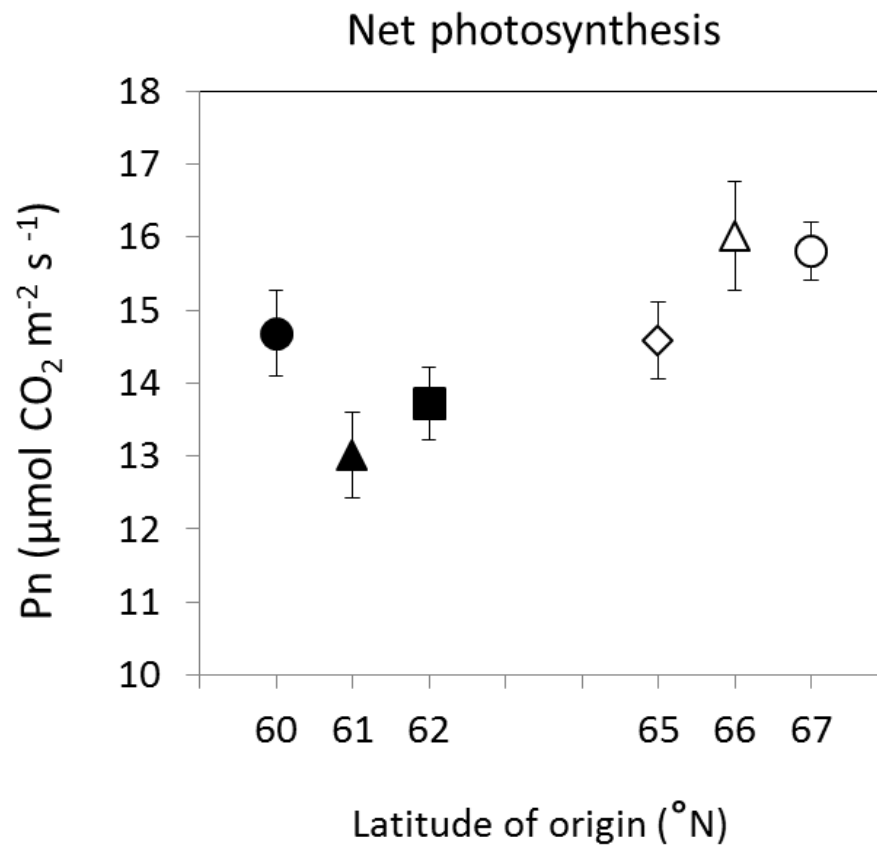 Net photosynthesis
Pn (µmol CO₂ m⁻² s ⁻¹)
18
17
16
15
14
13
12
11
10
60 61 62 65 66 67
Latitude of origin (°N)